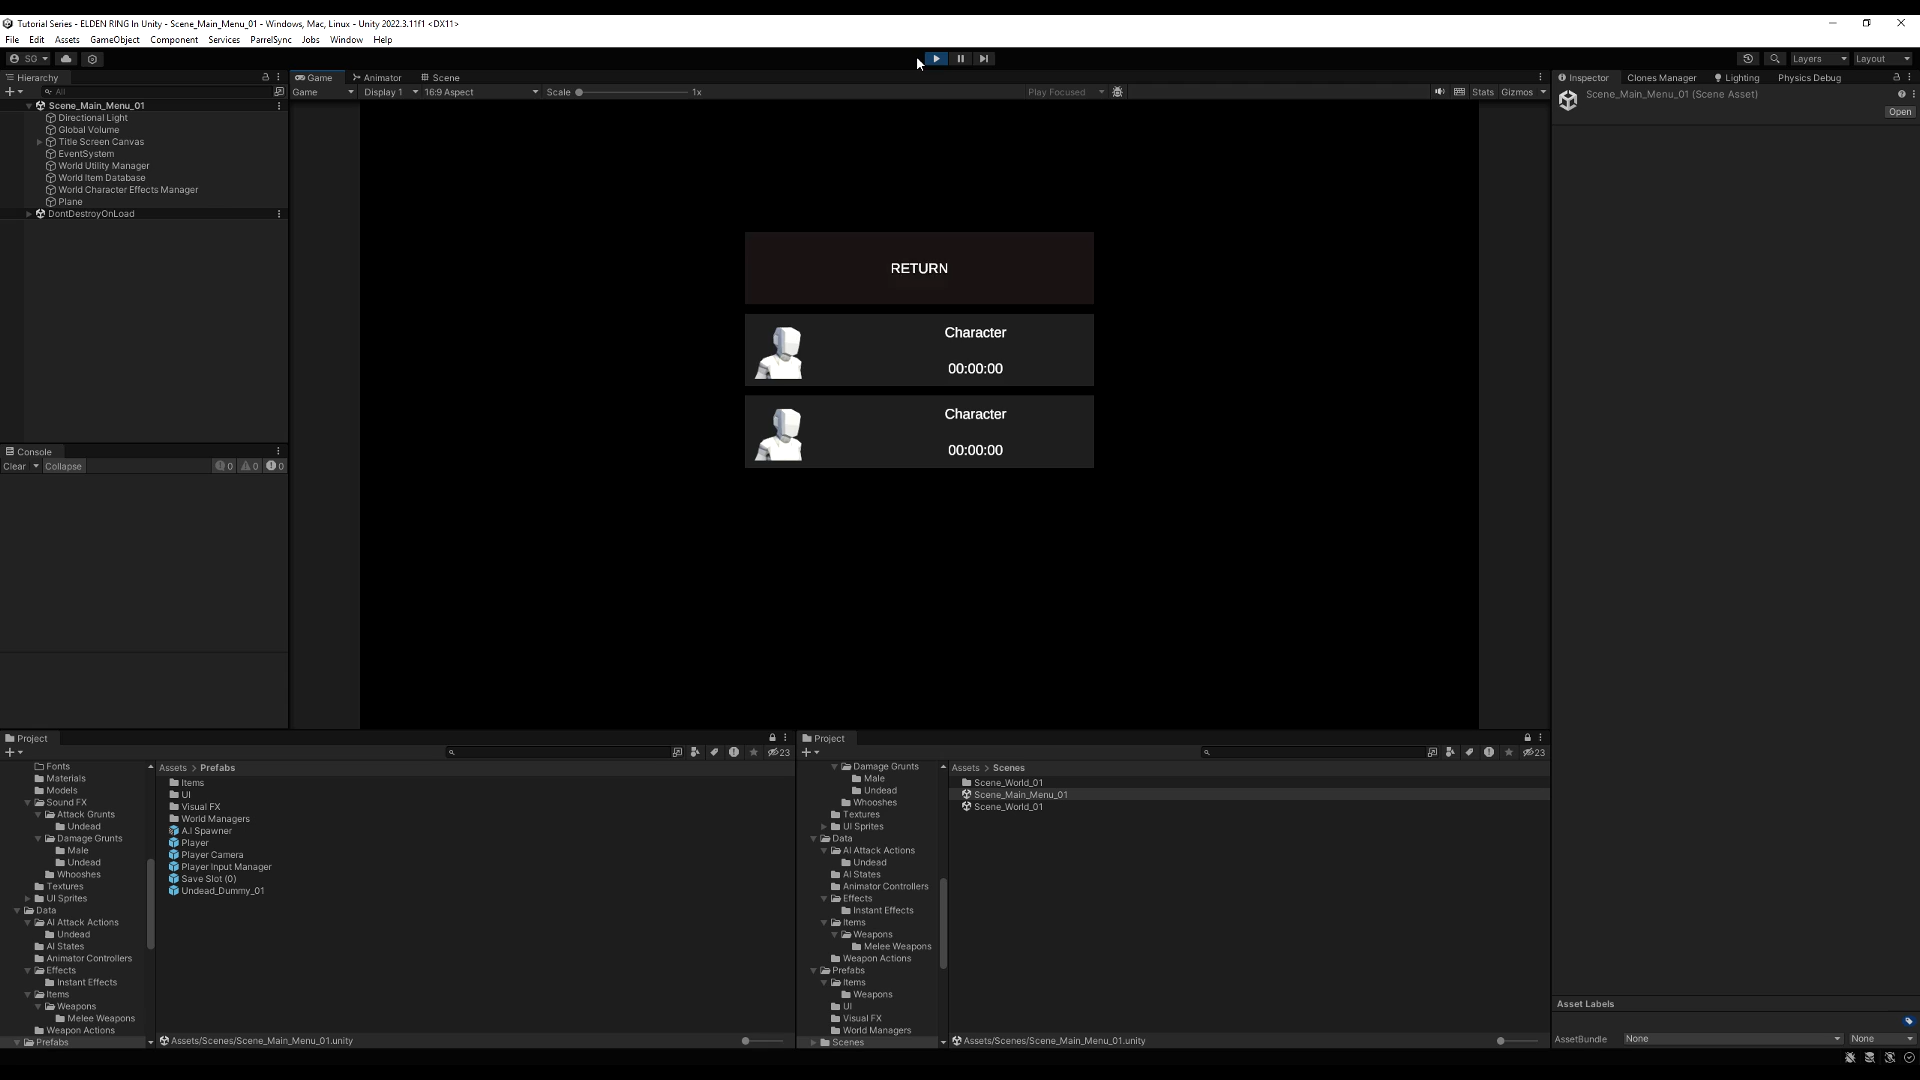 Tutorial Series - ELDEN RING In Unity - Scene_Main_Menu_01 - Windows, Mac, Linux - Unity 2022.3.11f1 <DX11>
File Edit Assets GameObject Component Services ParrelSync Jobs Window Help
SG Layers Layout
Hierarchy
All
Scene_Main_Menu_01
Directional Light
Global Volume
Title Screen Canvas
EventSystem
World Utility Manager
World Item Database
World Character Effects Manager
Plane
DontDestroyOnLoad
Console
Clear Collapse 0 0 0
Game Animator Scene
Game Display 1 16:9 Aspect Scale 1x Play Focused Stats Gizmos
RETURN
Character
00:00:00
Character
00:00:00
Inspector Clones Manager Lighting Physics Debug
Scene_Main_Menu_01 (Scene Asset)
Open
Project
23
Fonts
Materials
Models
Sound FX
Attack Grunts
Undead
Damage Grunts
Male
Undead
Whooshes
Textures
UI Sprites
Data
AI Attack Actions
Undead
AI States
Animator Controllers
Effects
Instant Effects
Items
Weapons
Melee Weapons
Weapon Actions
Prefabs
Assets > Prefabs
Items
UI
Visual FX
World Managers
A.I Spawner
Player
Player Camera
Player Input Manager
Save Slot (0)
Undead_Dummy_01
Assets/Scenes/Scene_Main_Menu_01.unity
Project
23
Damage Grunts
Male
Undead
Whooshes
Textures
UI Sprites
Data
AI Attack Actions
Undead
AI States
Animator Controllers
Effects
Instant Effects
Items
Weapons
Melee Weapons
Weapon Actions
Prefabs
Items
Weapons
UI
Visual FX
World Managers
Scenes
Assets > Scenes
Scene_World_01
Scene_Main_Menu_01
Scene_World_01
Assets/Scenes/Scene_Main_Menu_01.unity
Asset Labels
AssetBundle None None